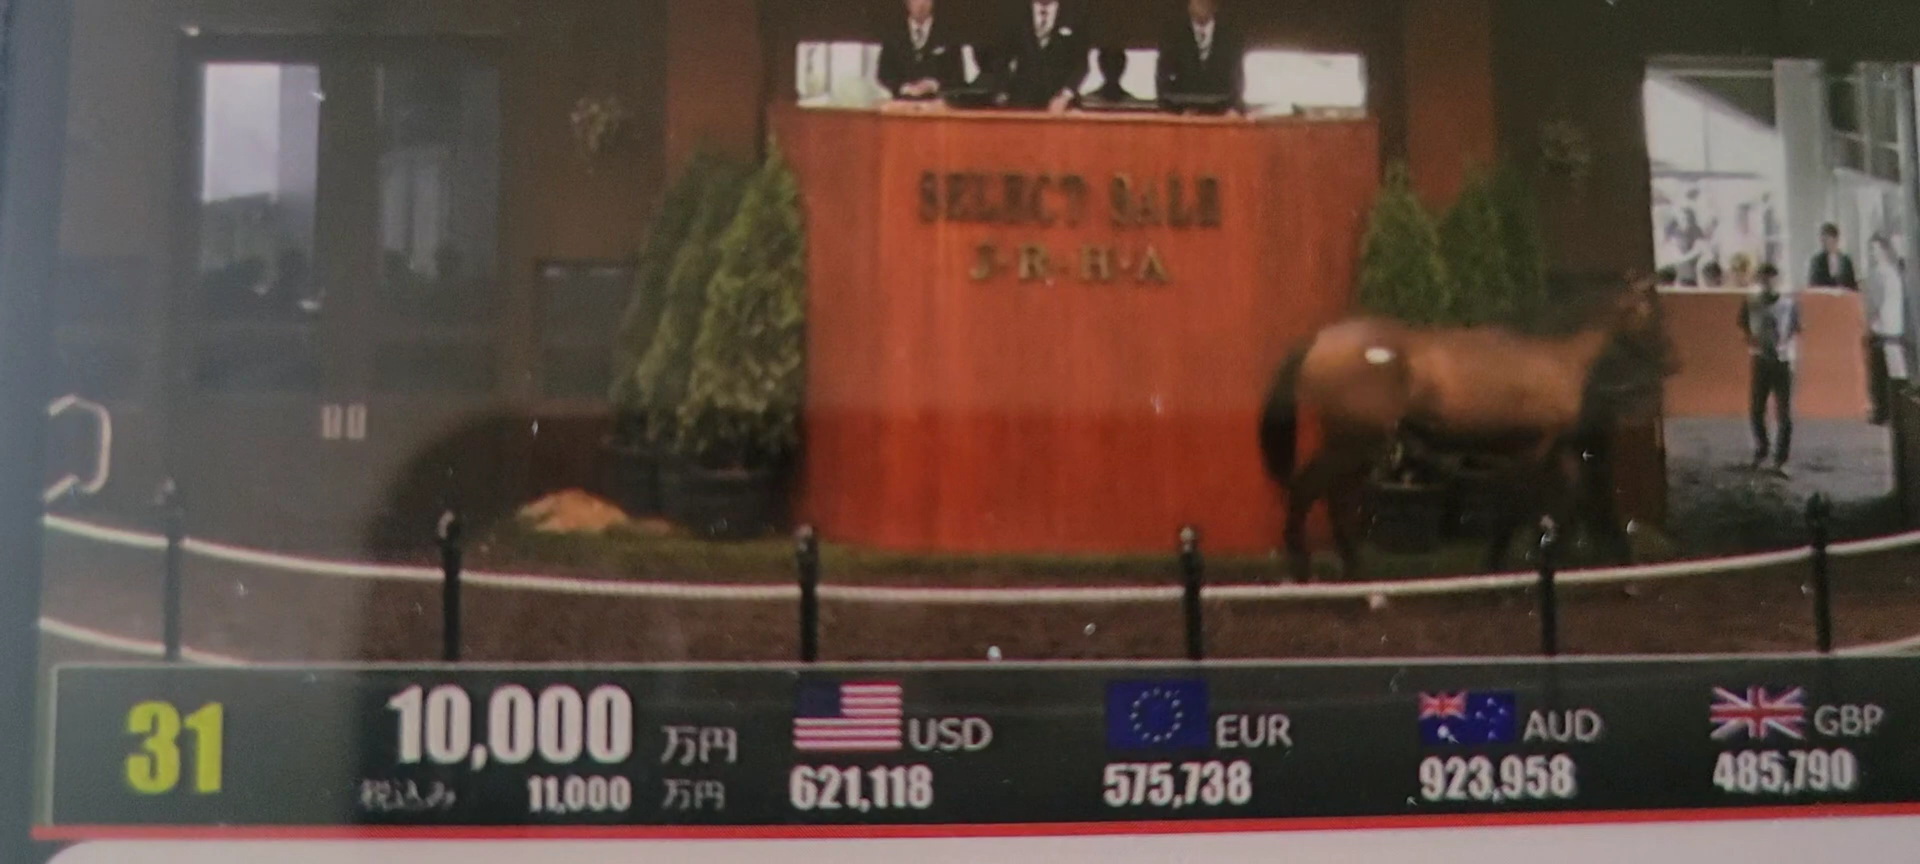 SELECT SALE
J·R·H·A
31
10,000 万円
税込み 11,000 万円
USD
621,118
EUR
575,738
AUD
923,958
GBP
485,790